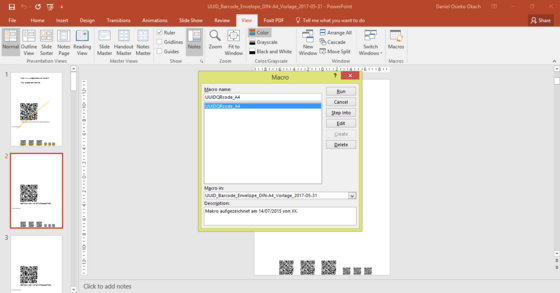 UUID_Barcode_Envelope_DIN-A4_Vorlage_2017-05-31 - PowerPoint
Daniel Otieko Okach
File Home Insert Design Transitions Animations Slide Show Review View Foxit PDF Tell me what you want to do Share
Normal Outline View Slide Sorter Notes Page Reading View
Slide Master Handout Master Notes Master
Ruler
Gridlines
Guides
Notes
Zoom Fit to Window
Color
Grayscale
Black and White
New Window
Arrange All
Cascade
Move Split
Switch Windows
Macros
Presentation Views Master Views Show Zoom Color/Grayscale Window Macros
1
2
3
Macro
? 
Macro name:
UUIDQRcode_A4
UUIDQRcode_A4
Run
Cancel
Step Into
Edit
Create
Delete
Macro in:
UUID_Barcode_Envelope_DIN-A4_Vorlage_2017-05-31
Description:
Makro aufgezeichnet am 14/07/2015 von XX.
Click to add notes